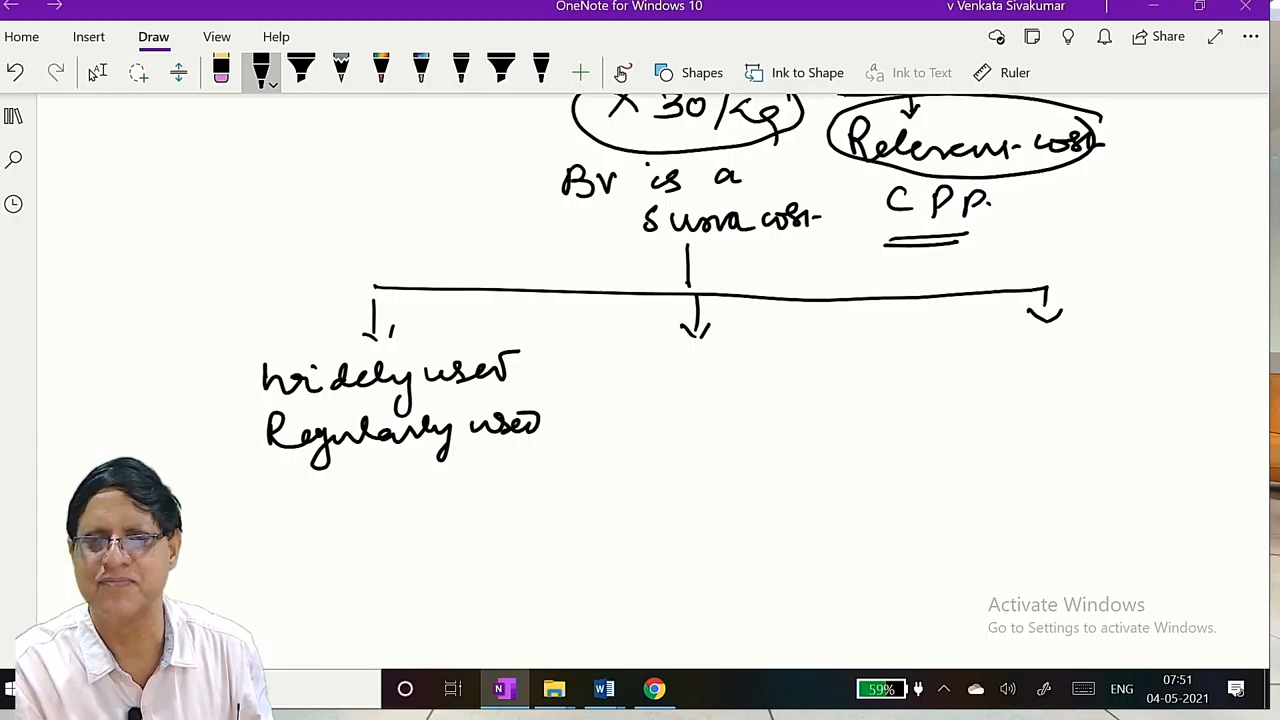 OneNote for Windows 10
v Venkata Sivakumar
Home Insert Draw View Help
Share
Shapes
Ink to Shape
Ink to Text
Ruler
X 30/Kg
Relevant cost
BV is a
CPP.
Sunk cost
Widely used
Regularly used
Activate Windows
Go to Settings to activate Windows.
59%
ENG
07:51
04-05-2021